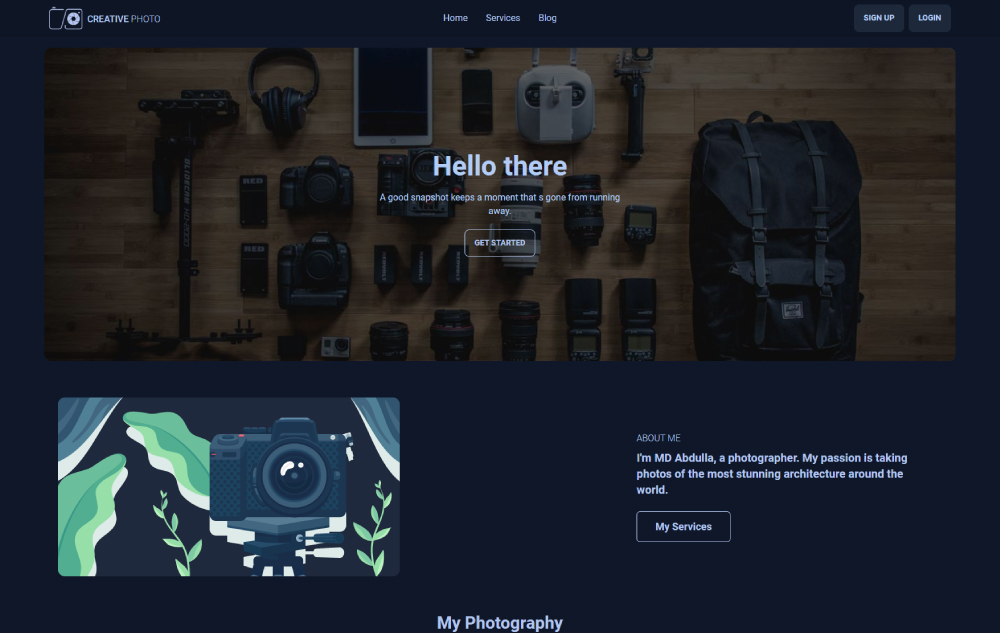 CREATIVE PHOTO
Home
Services
Blog
SIGN UP
LOGIN
Hello there
A good snapshot keeps a moment that s gone from running
away.
GET STARTED
RED
RED
ABOUT ME
I'm MD Abdulla, a photographer. My passion is taking
photos of the most stunning architecture around the
world.
My Services
My Photography